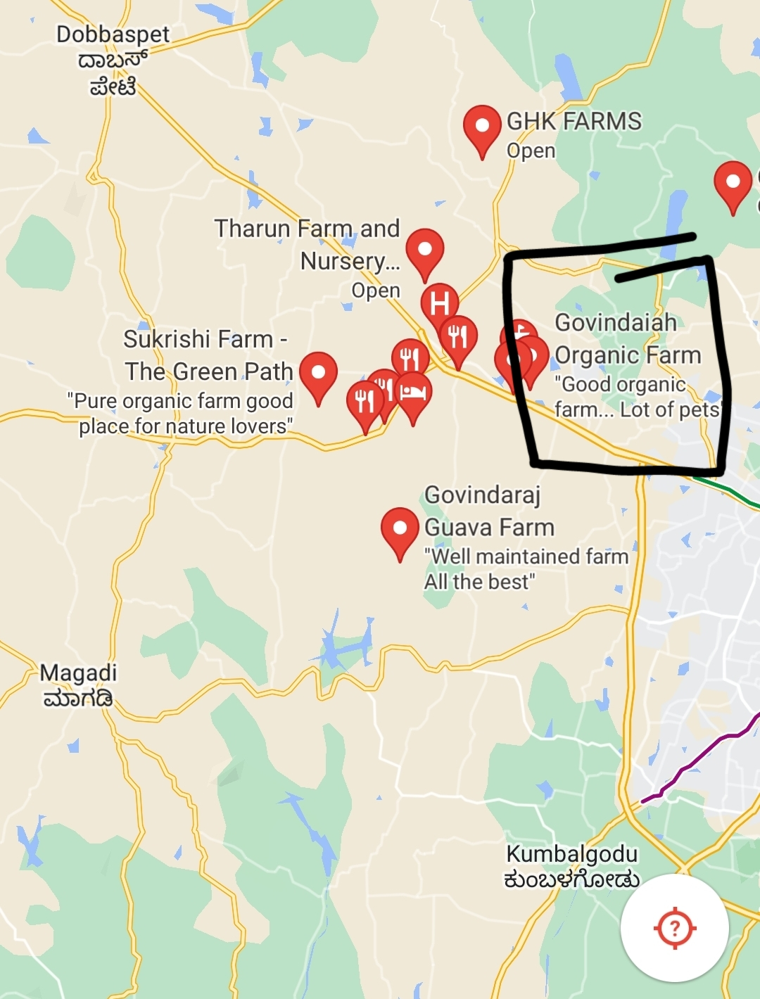 Dobbaspet
ದಾಬಸ್
ಪೇಟೆ
GHK FARMS
Open
Tharun Farm and
Nursery...
Open
H
Govindaiah
Organic Farm
"Good organic
farm... Lot of pets"
Sukrishi Farm -
The Green Path
"Pure organic farm good
place for nature lovers"
Govindaraj
Guava Farm
"Well maintained farm
All the best"
Magadi
ಮಾಗಡಿ
Kumbalgodu
ಕುಂಬಳಗೋಡು
?